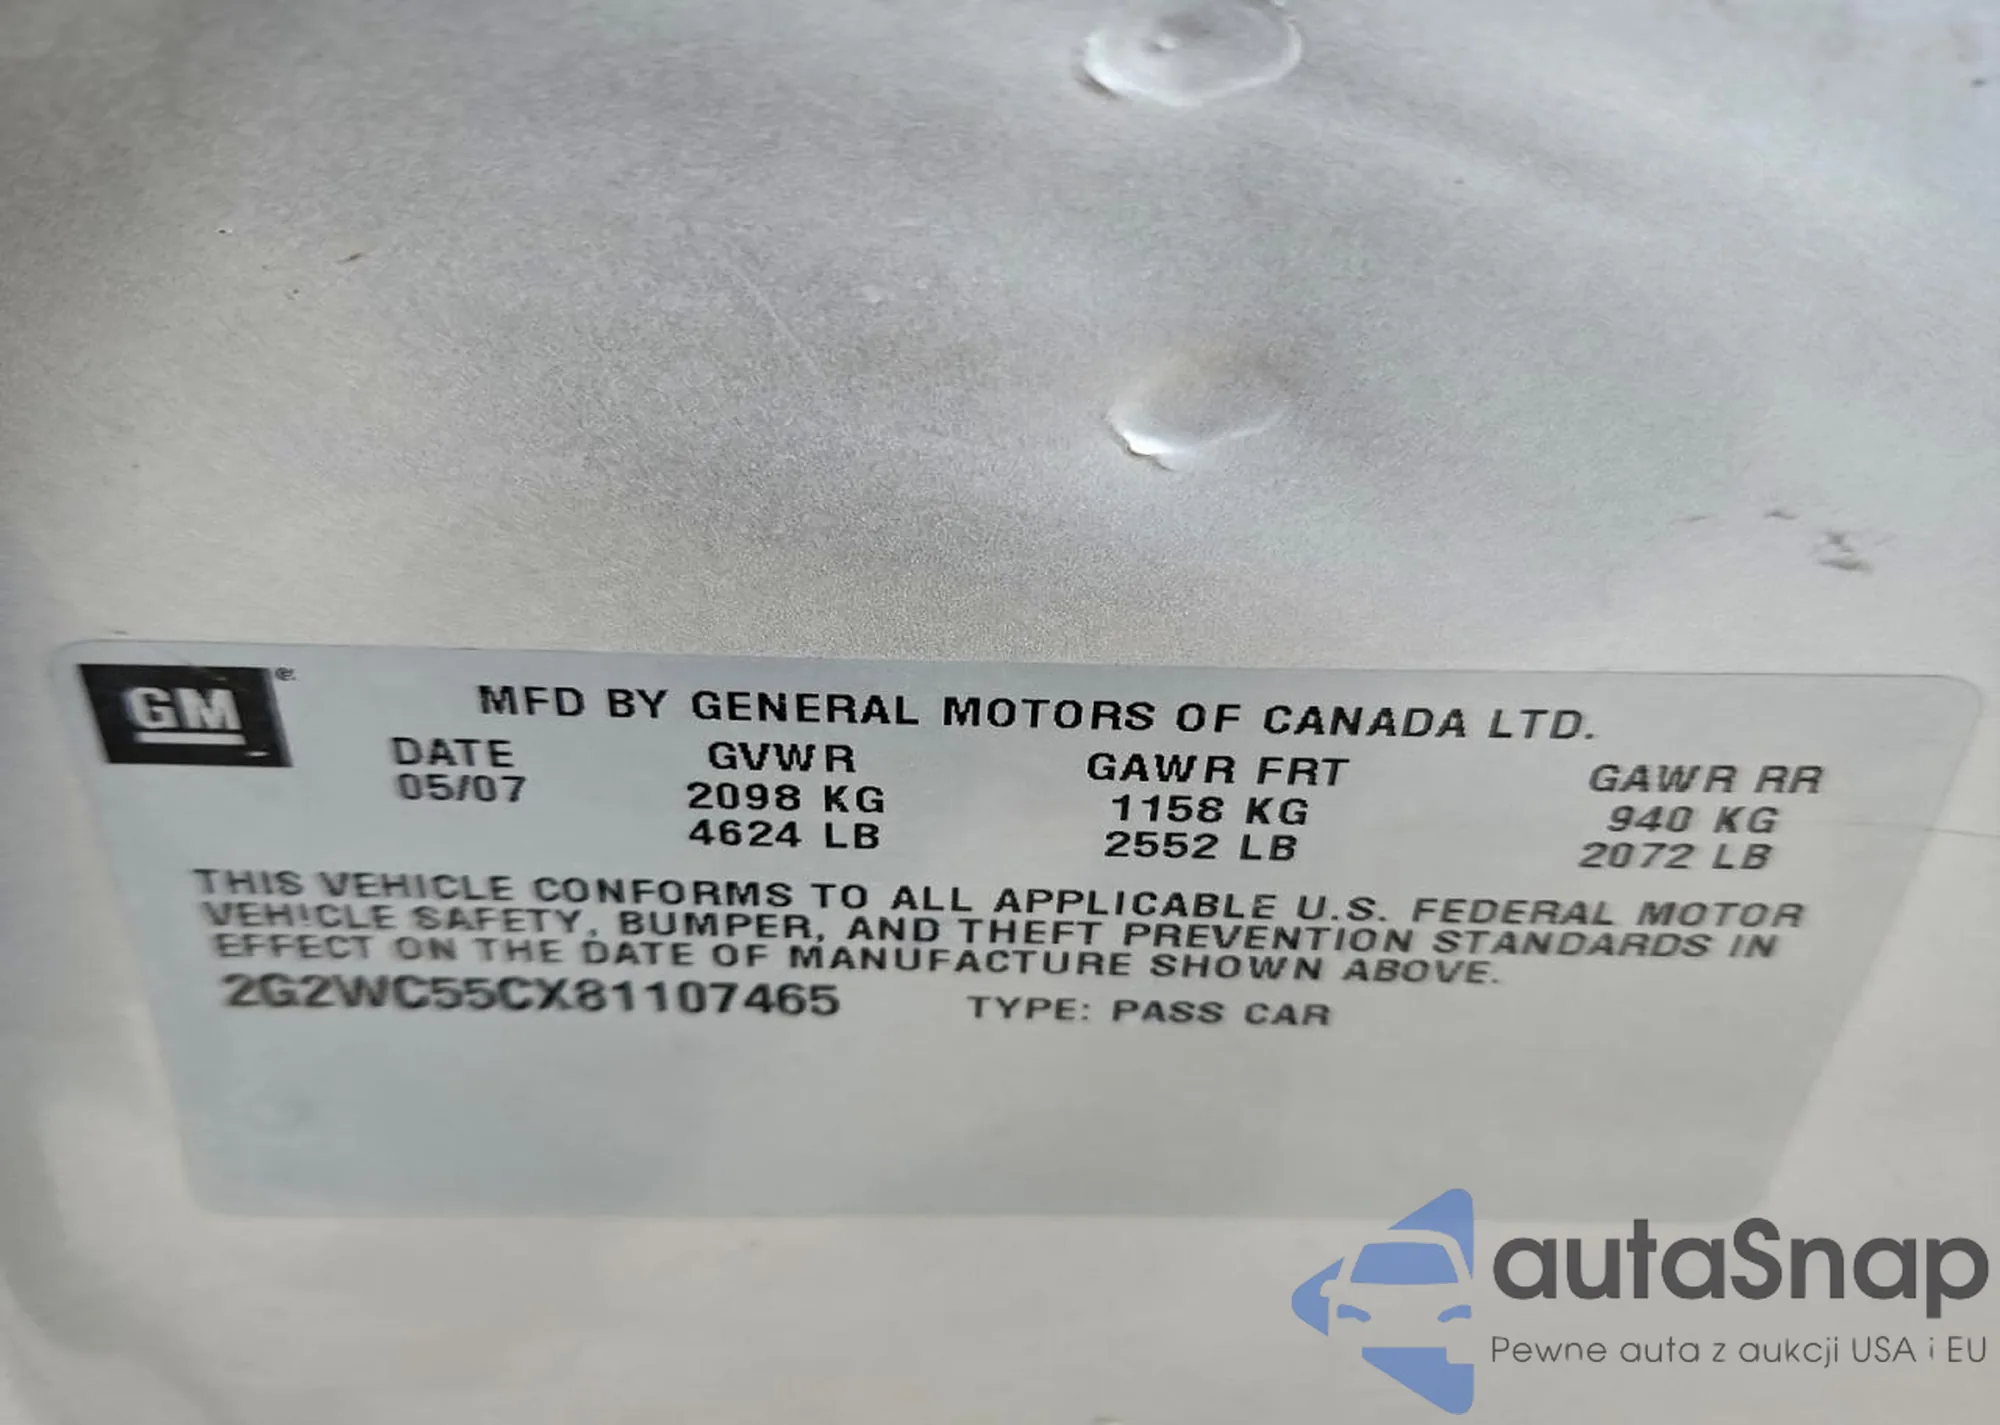 GM
MFD BY GENERAL MOTORS OF CANADA LTD.
DATE GVWR GAWR FRT GAWR RR
05/07 2098 KG 1158 KG 940 KG
4624 LB 2552 LB 2072 LB
THIS VEHICLE CONFORMS TO ALL APPLICABLE U.S. FEDERAL MOTOR
VEHICLE SAFETY, BUMPER, AND THEFT PREVENTION STANDARDS IN
EFFECT ON THE DATE OF MANUFACTURE SHOWN ABOVE.
2G2WC55CX81107465 TYPE: PASS CAR
autaSnap
Pewne auta z aukcji USA i EU